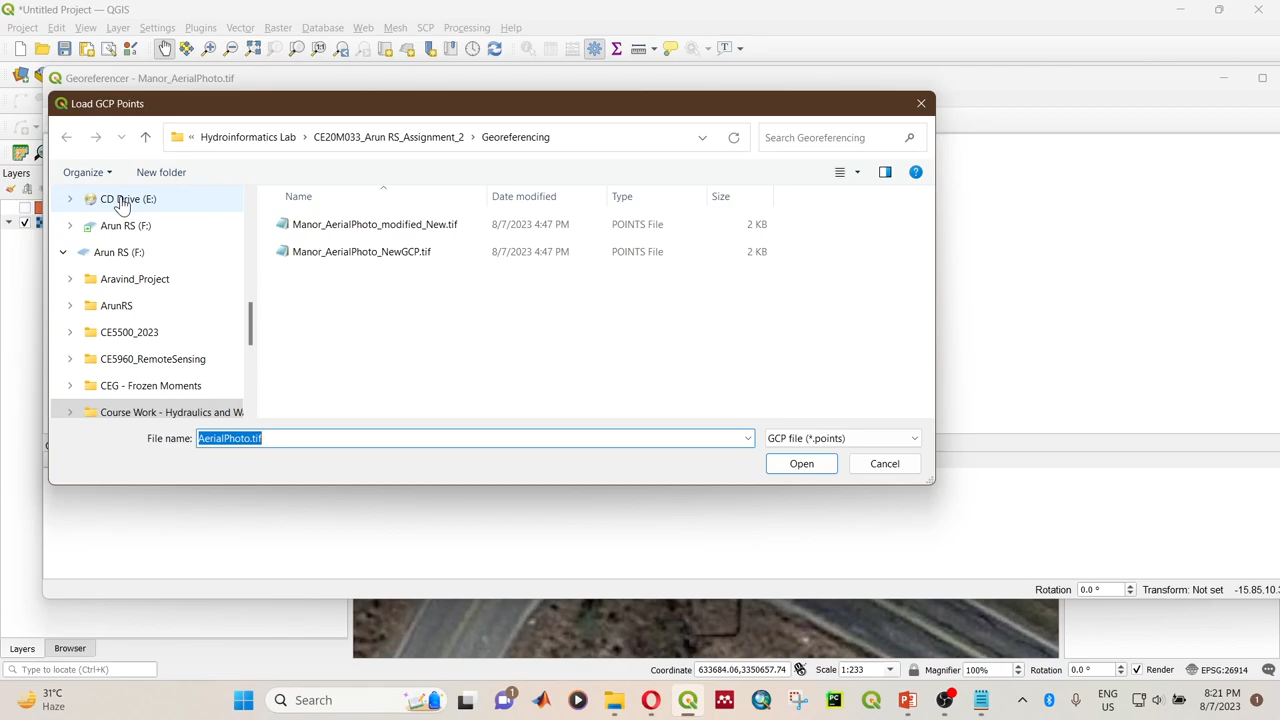 *Untitled Project — QGIS
Project Edit View Layer Settings Plugins Vector Raster Database Web Mesh SCP Processing Help
Georeferencer - Manor_AerialPhoto.tif
Load GCP Points
« Hydroinformatics Lab › CE20M033_Arun RS_Assignment_2 › Georeferencing
Search Georeferencing
Organize New folder
Layers
Name Date modified Type Size
CD Drive (E:)
Arun RS (F:)
Arun RS (F:)
Aravind_Project
ArunRS
CE5500_2023
CE5960_RemoteSensing
CEG - Frozen Moments
Course Work - Hydraulics and W
Manor_AerialPhoto_modified_New.tif 8/7/2023 4:47 PM POINTS File 2 KB
Manor_AerialPhoto_NewGCP.tif 8/7/2023 4:47 PM POINTS File 2 KB
File name: AerialPhoto.tif GCP file (*.points)
Open Cancel
Rotation 0.0 ° Transform: Not set -15.85,10.
Layers Browser
Type to locate (Ctrl+K) Coordinate 633684.06,3350657.74 Scale 1:233 Magnifier 100% Rotation 0.0 ° Render EPSG:26914
31°C
Haze
Search
1
ENG
US
8:21 PM
8/7/2023
1